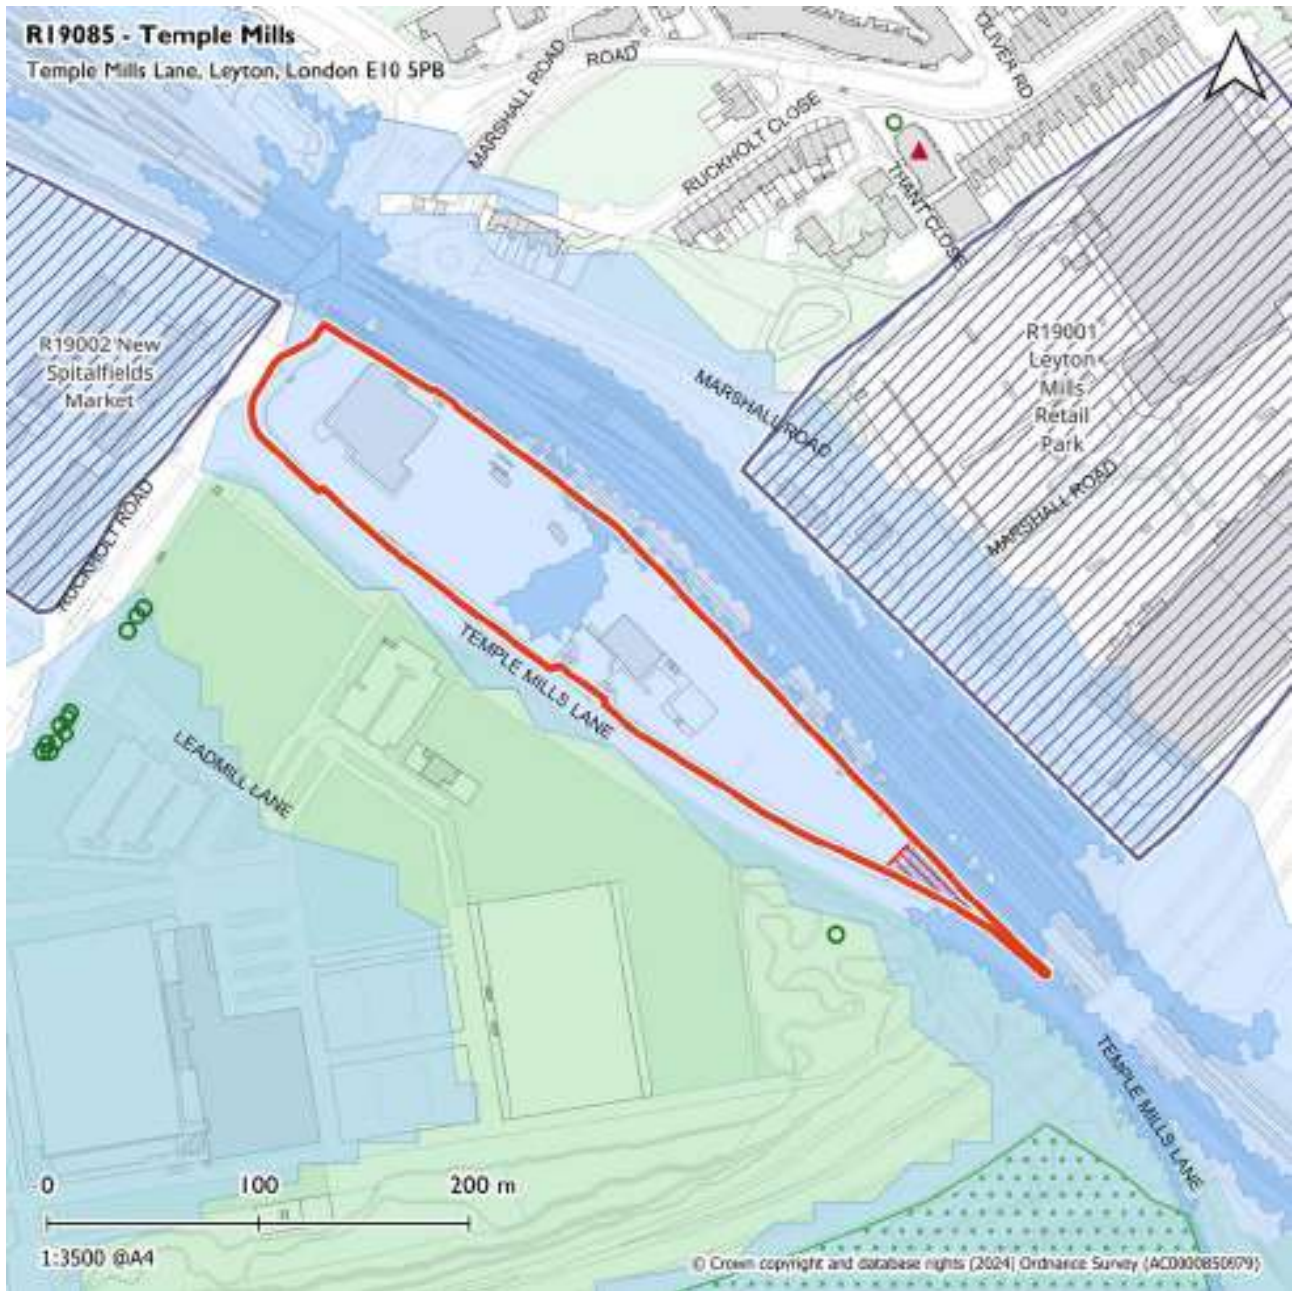 R19085 - Temple Mills
Temple Mills Lane, Leyton, London E10 5PB
MARSHALL ROAD
ROAD
OLIVER RD
RUCKHOLT CLOSE
THANT CLOSE
R19002 New
Spitalfields
Market
R19001
Leyton
Mills
Retail
Park
MARSHALL ROAD
MARSHALL ROAD
RUCKHOLT ROAD
TEMPLE MILLS LANE
LEADMILL LANE
TEMPLE MILLS LANE
0 100 200 m
1:3500 @A4
© Crown copyright and database rights (2024) Ordnance Survey (AC0000850979)